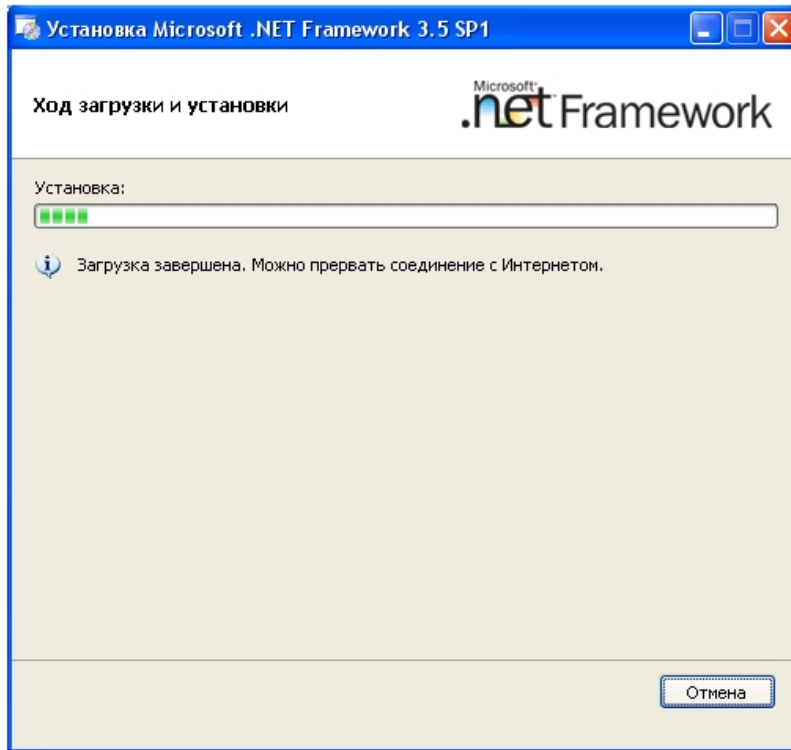 Установка Microsoft .NET Framework 3.5 SP1
Ход загрузки и установки
Microsoft
.net Framework
Установка:
Загрузка завершена. Можно прервать соединение с Интернетом.
Отмена